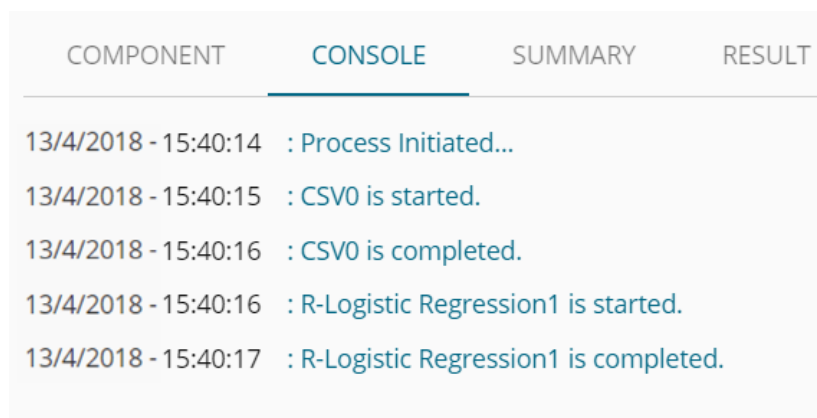 COMPONENT CONSOLE SUMMARY RESULT
13/4/2018 - 15:40:14 : Process Initiated...
13/4/2018 - 15:40:15 : CSV0 is started.
13/4/2018 - 15:40:16 : CSV0 is completed.
13/4/2018 - 15:40:16 : R-Logistic Regression1 is started.
13/4/2018 - 15:40:17 : R-Logistic Regression1 is completed.